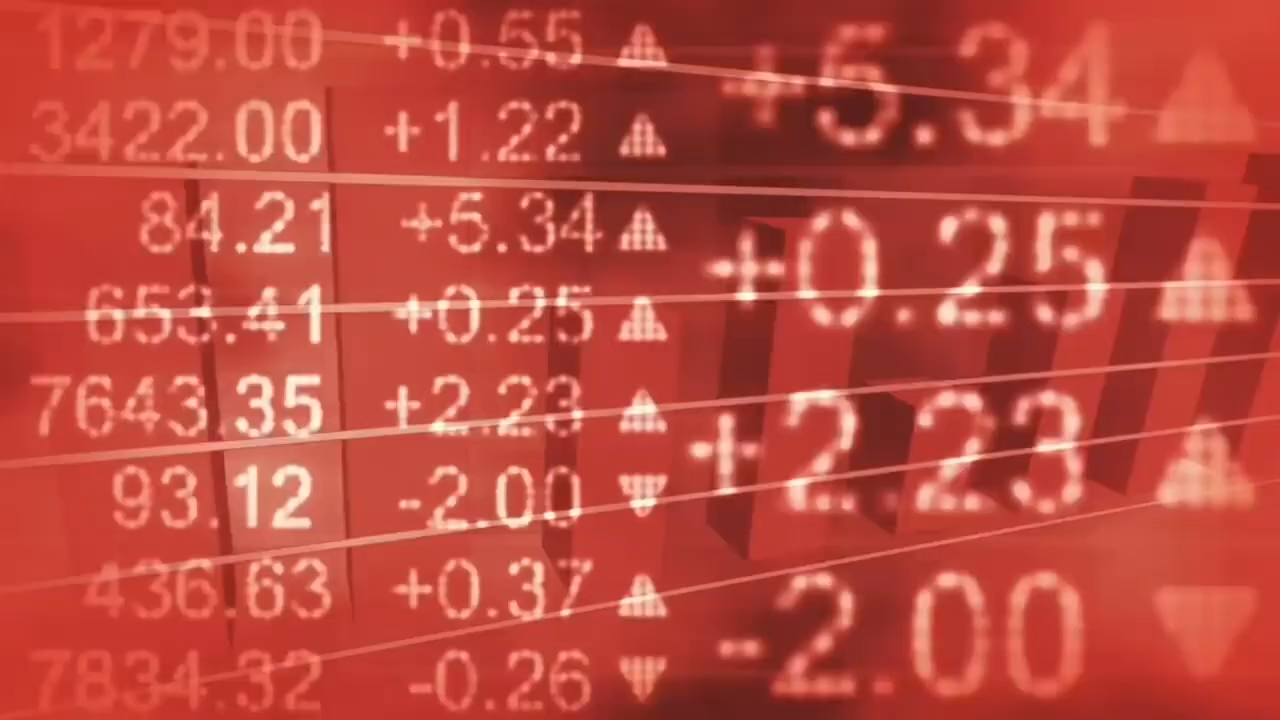 1279.00 +0.55 ▲
3422.00 +1.22 ▲
84.21 +5.34 ▲
653.41 +0.25 ▲
7643.35 +2.23 ▲
93.12 -2.00 ▼
436.63 +0.37 ▲
7834.32 -0.26 ▼
+5.34 ▲
+0.25 ▲
+2.23 ▲
-2.00 ▼